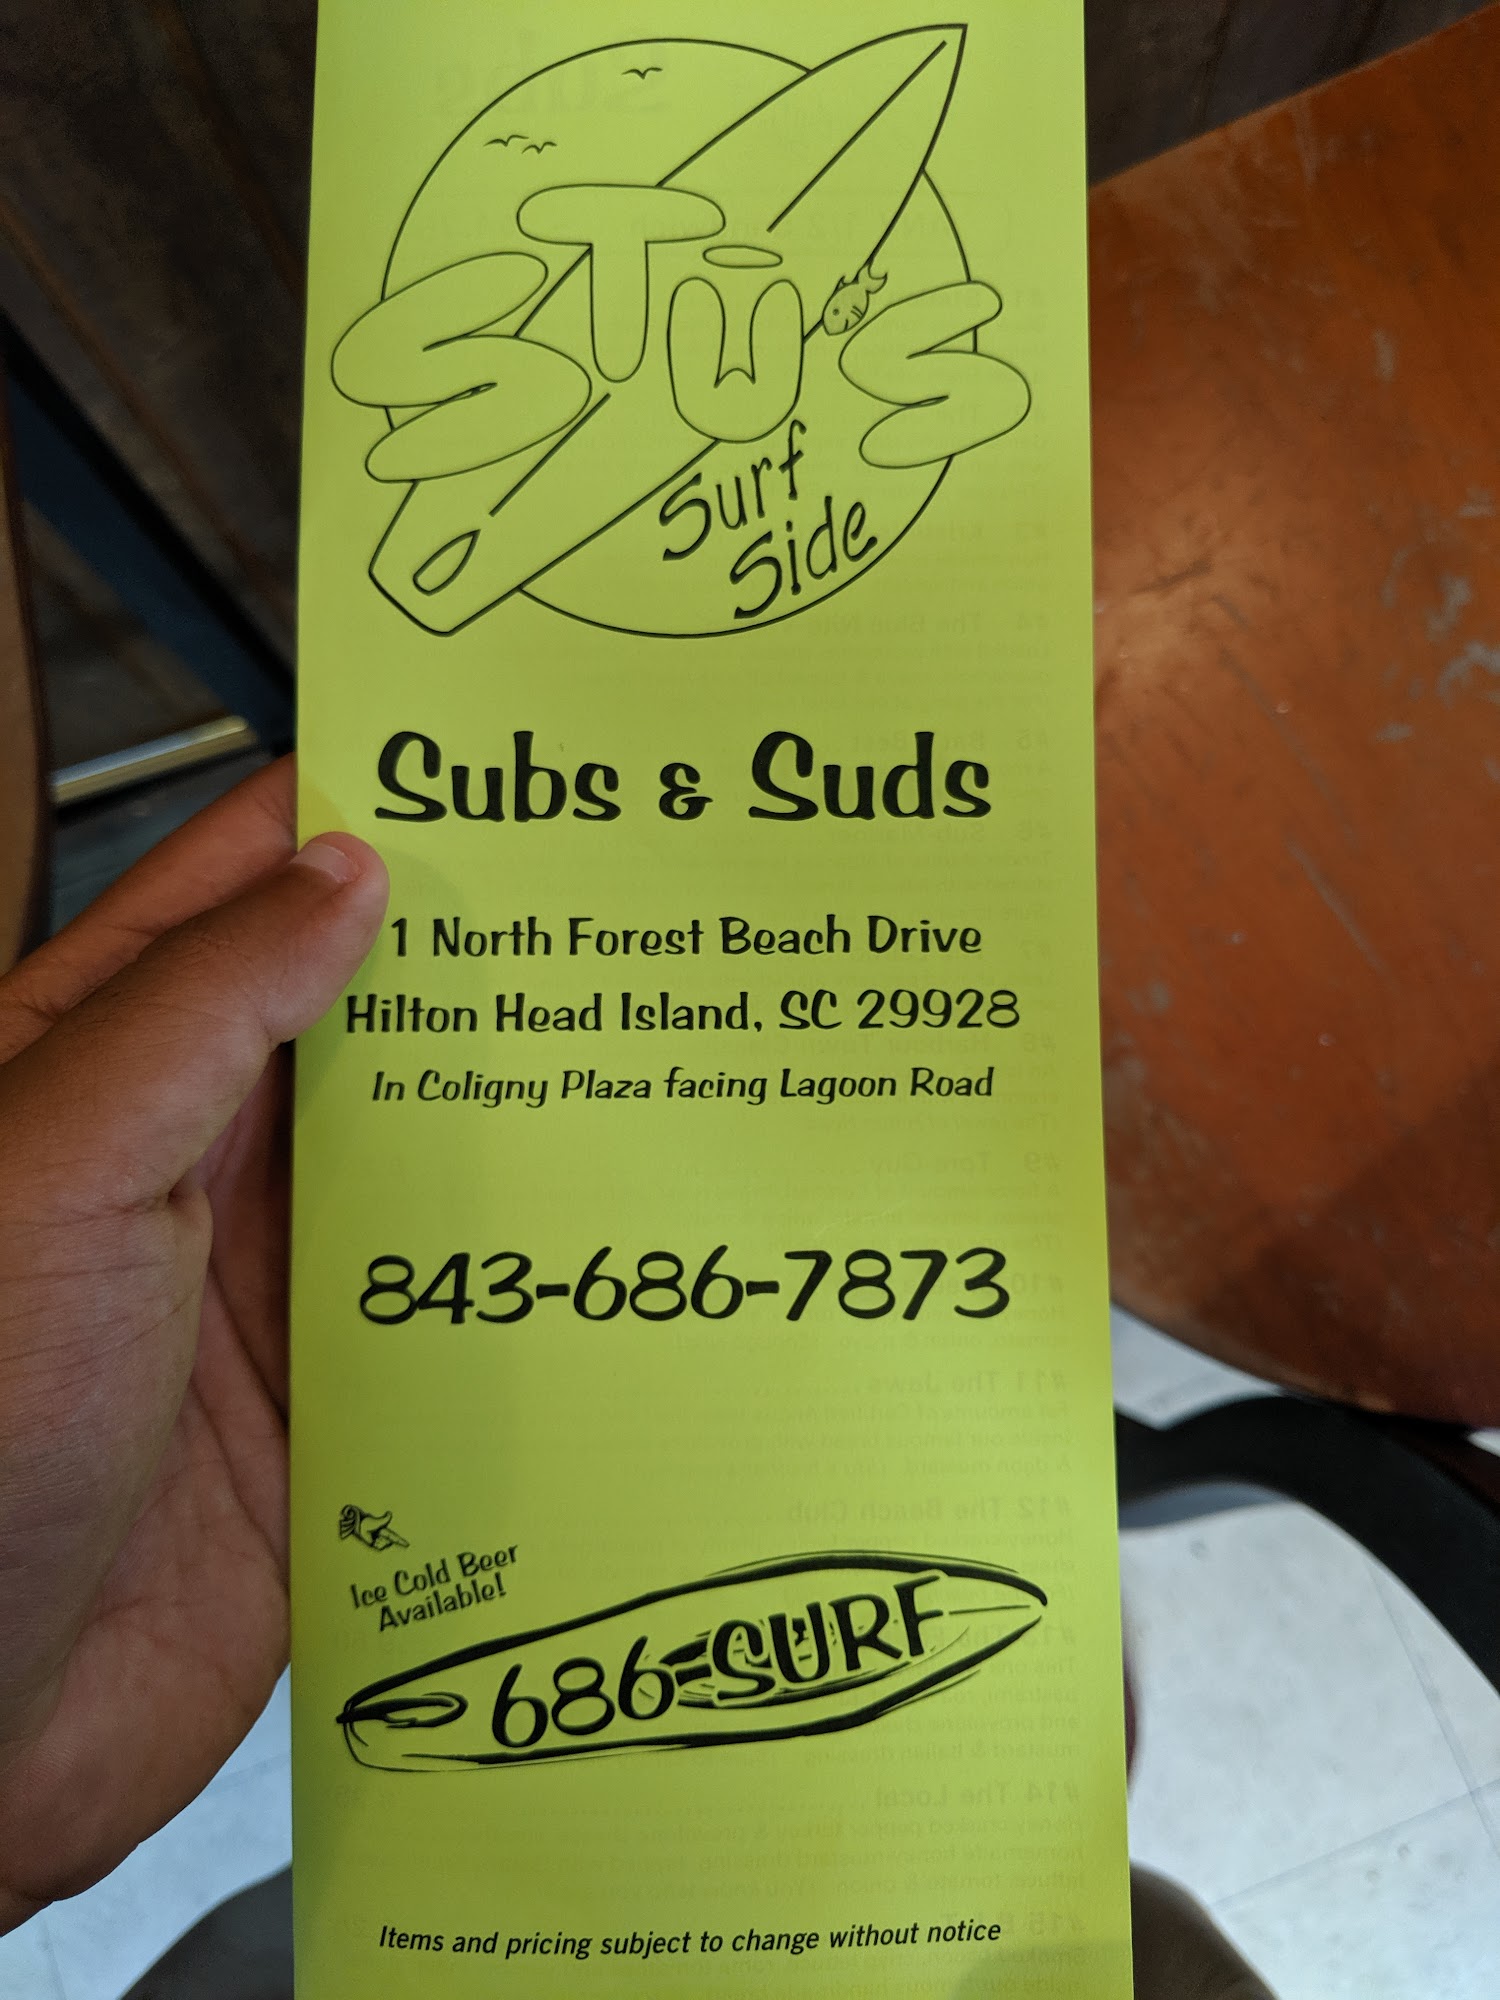 STU'S
Surf
Side
Subs & Suds
1 North Forest Beach Drive
Hilton Head Island, SC 29928
In Coligny Plaza facing Lagoon Road
843-686-7873
Ice Cold Beer
Available!
686-SURF
Items and pricing subject to change without notice